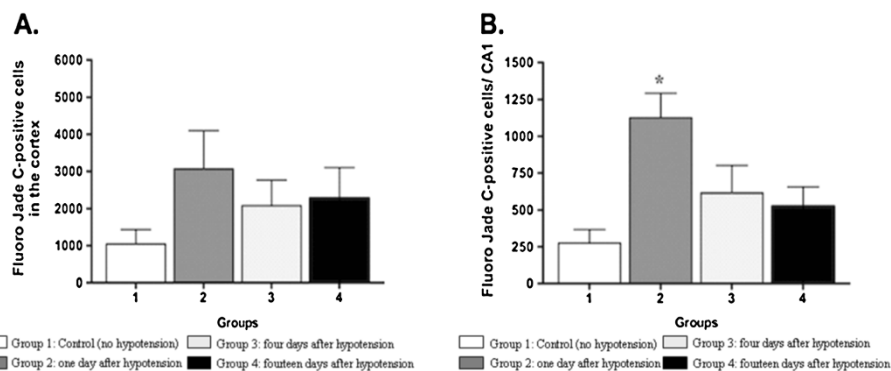 A.
Fluoro Jade C-positive cells
in the cortex
6000
5000
4000
3000
2000
1000
0
1 2 3 4
Groups
Group 1: Control (no hypotension)
Group 3: four days after hypotension
Group 2: one day after hypotension
Group 4: fourteen days after hypotension
B.
Fluoro Jade C-positive cells/ CA1
1500
1250
1000
750
500
250
0
*
1 2 3 4
Groups
Group 1: Control (no hypotension)
Group 3: four days after hypotension
Group 2: one day after hypotension
Group 4: fourteen days after hypotension